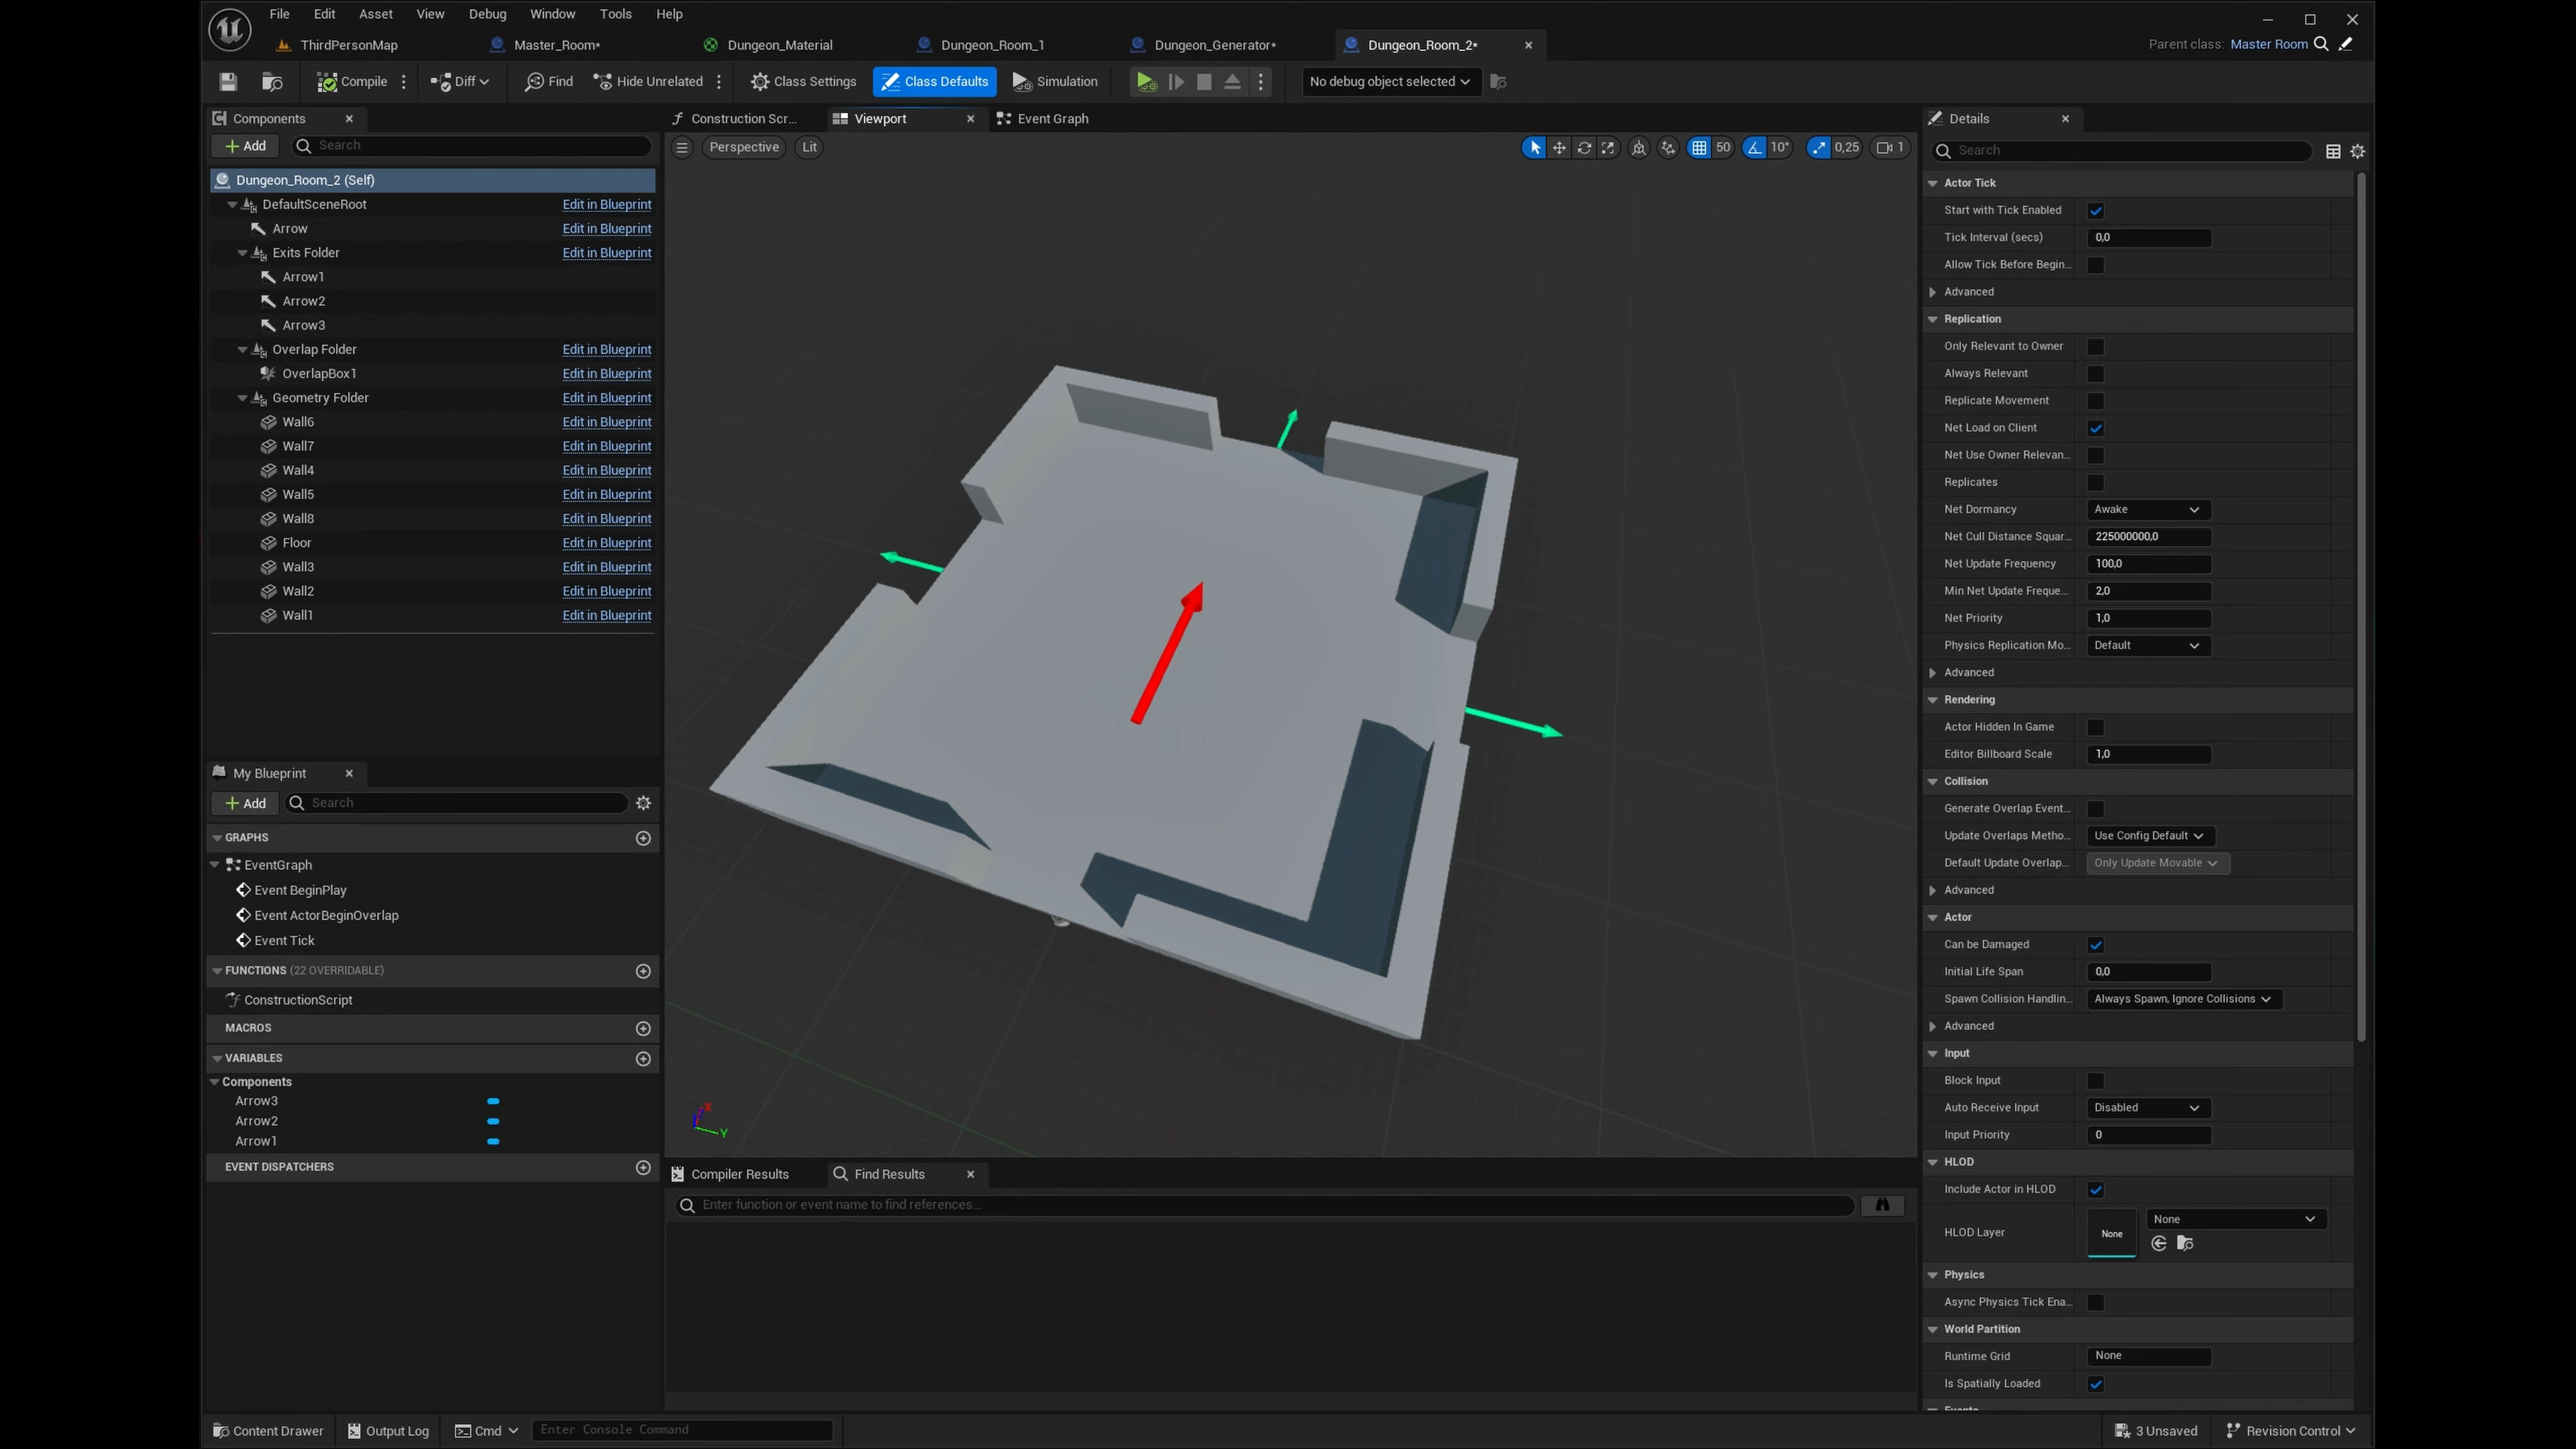 File Edit Asset View Debug Window Tools Help
ThirdPersonMap Master_Room* Dungeon_Material Dungeon_Room_1 Dungeon_Generator* Dungeon_Room_2*
Parent class: Master Room
Compile Diff Find Hide Unrelated Class Settings Class Defaults Simulation No debug object selected
Components
Add Search
Dungeon_Room_2 (Self)
DefaultSceneRoot Edit in Blueprint
Arrow Edit in Blueprint
Exits Folder Edit in Blueprint
Arrow1
Arrow2
Arrow3
Overlap Folder Edit in Blueprint
OverlapBox1 Edit in Blueprint
Geometry Folder Edit in Blueprint
Wall6 Edit in Blueprint
Wall7 Edit in Blueprint
Wall4 Edit in Blueprint
Wall5 Edit in Blueprint
Wall8 Edit in Blueprint
Floor Edit in Blueprint
Wall3 Edit in Blueprint
Wall2 Edit in Blueprint
Wall1 Edit in Blueprint
My Blueprint
Add Search
GRAPHS
EventGraph
Event BeginPlay
Event ActorBeginOverlap
Event Tick
FUNCTIONS (22 OVERRIDABLE)
ConstructionScript
MACROS
VARIABLES
Components
Arrow3
Arrow2
Arrow1
EVENT DISPATCHERS
Construction Scr... Viewport Event Graph
Perspective Lit 50 10° 0,25 1
X
Y
Compiler Results Find Results
Enter function or event name to find references...
Details
Search
Actor Tick
Start with Tick Enabled
Tick Interval (secs) 0,0
Allow Tick Before Begin...
Advanced
Replication
Only Relevant to Owner
Always Relevant
Replicate Movement
Net Load on Client
Net Use Owner Relevan...
Replicates
Net Dormancy Awake
Net Cull Distance Squar... 225000000,0
Net Update Frequency 100,0
Min Net Update Freque... 2,0
Net Priority 1,0
Physics Replication Mo... Default
Advanced
Rendering
Actor Hidden In Game
Editor Billboard Scale 1,0
Collision
Generate Overlap Event...
Update Overlaps Metho... Use Config Default
Default Update Overlap... Only Update Movable
Advanced
Actor
Can be Damaged
Initial Life Span 0,0
Spawn Collision Handlin... Always Spawn, Ignore Collisions
Advanced
Input
Block Input
Auto Receive Input Disabled
Input Priority 0
HLOD
Include Actor in HLOD
HLOD Layer None None
Physics
Async Physics Tick Ena...
World Partition
Runtime Grid None
Is Spatially Loaded
Events
Content Drawer Output Log Cmd Enter Console Command 3 Unsaved Revision Control